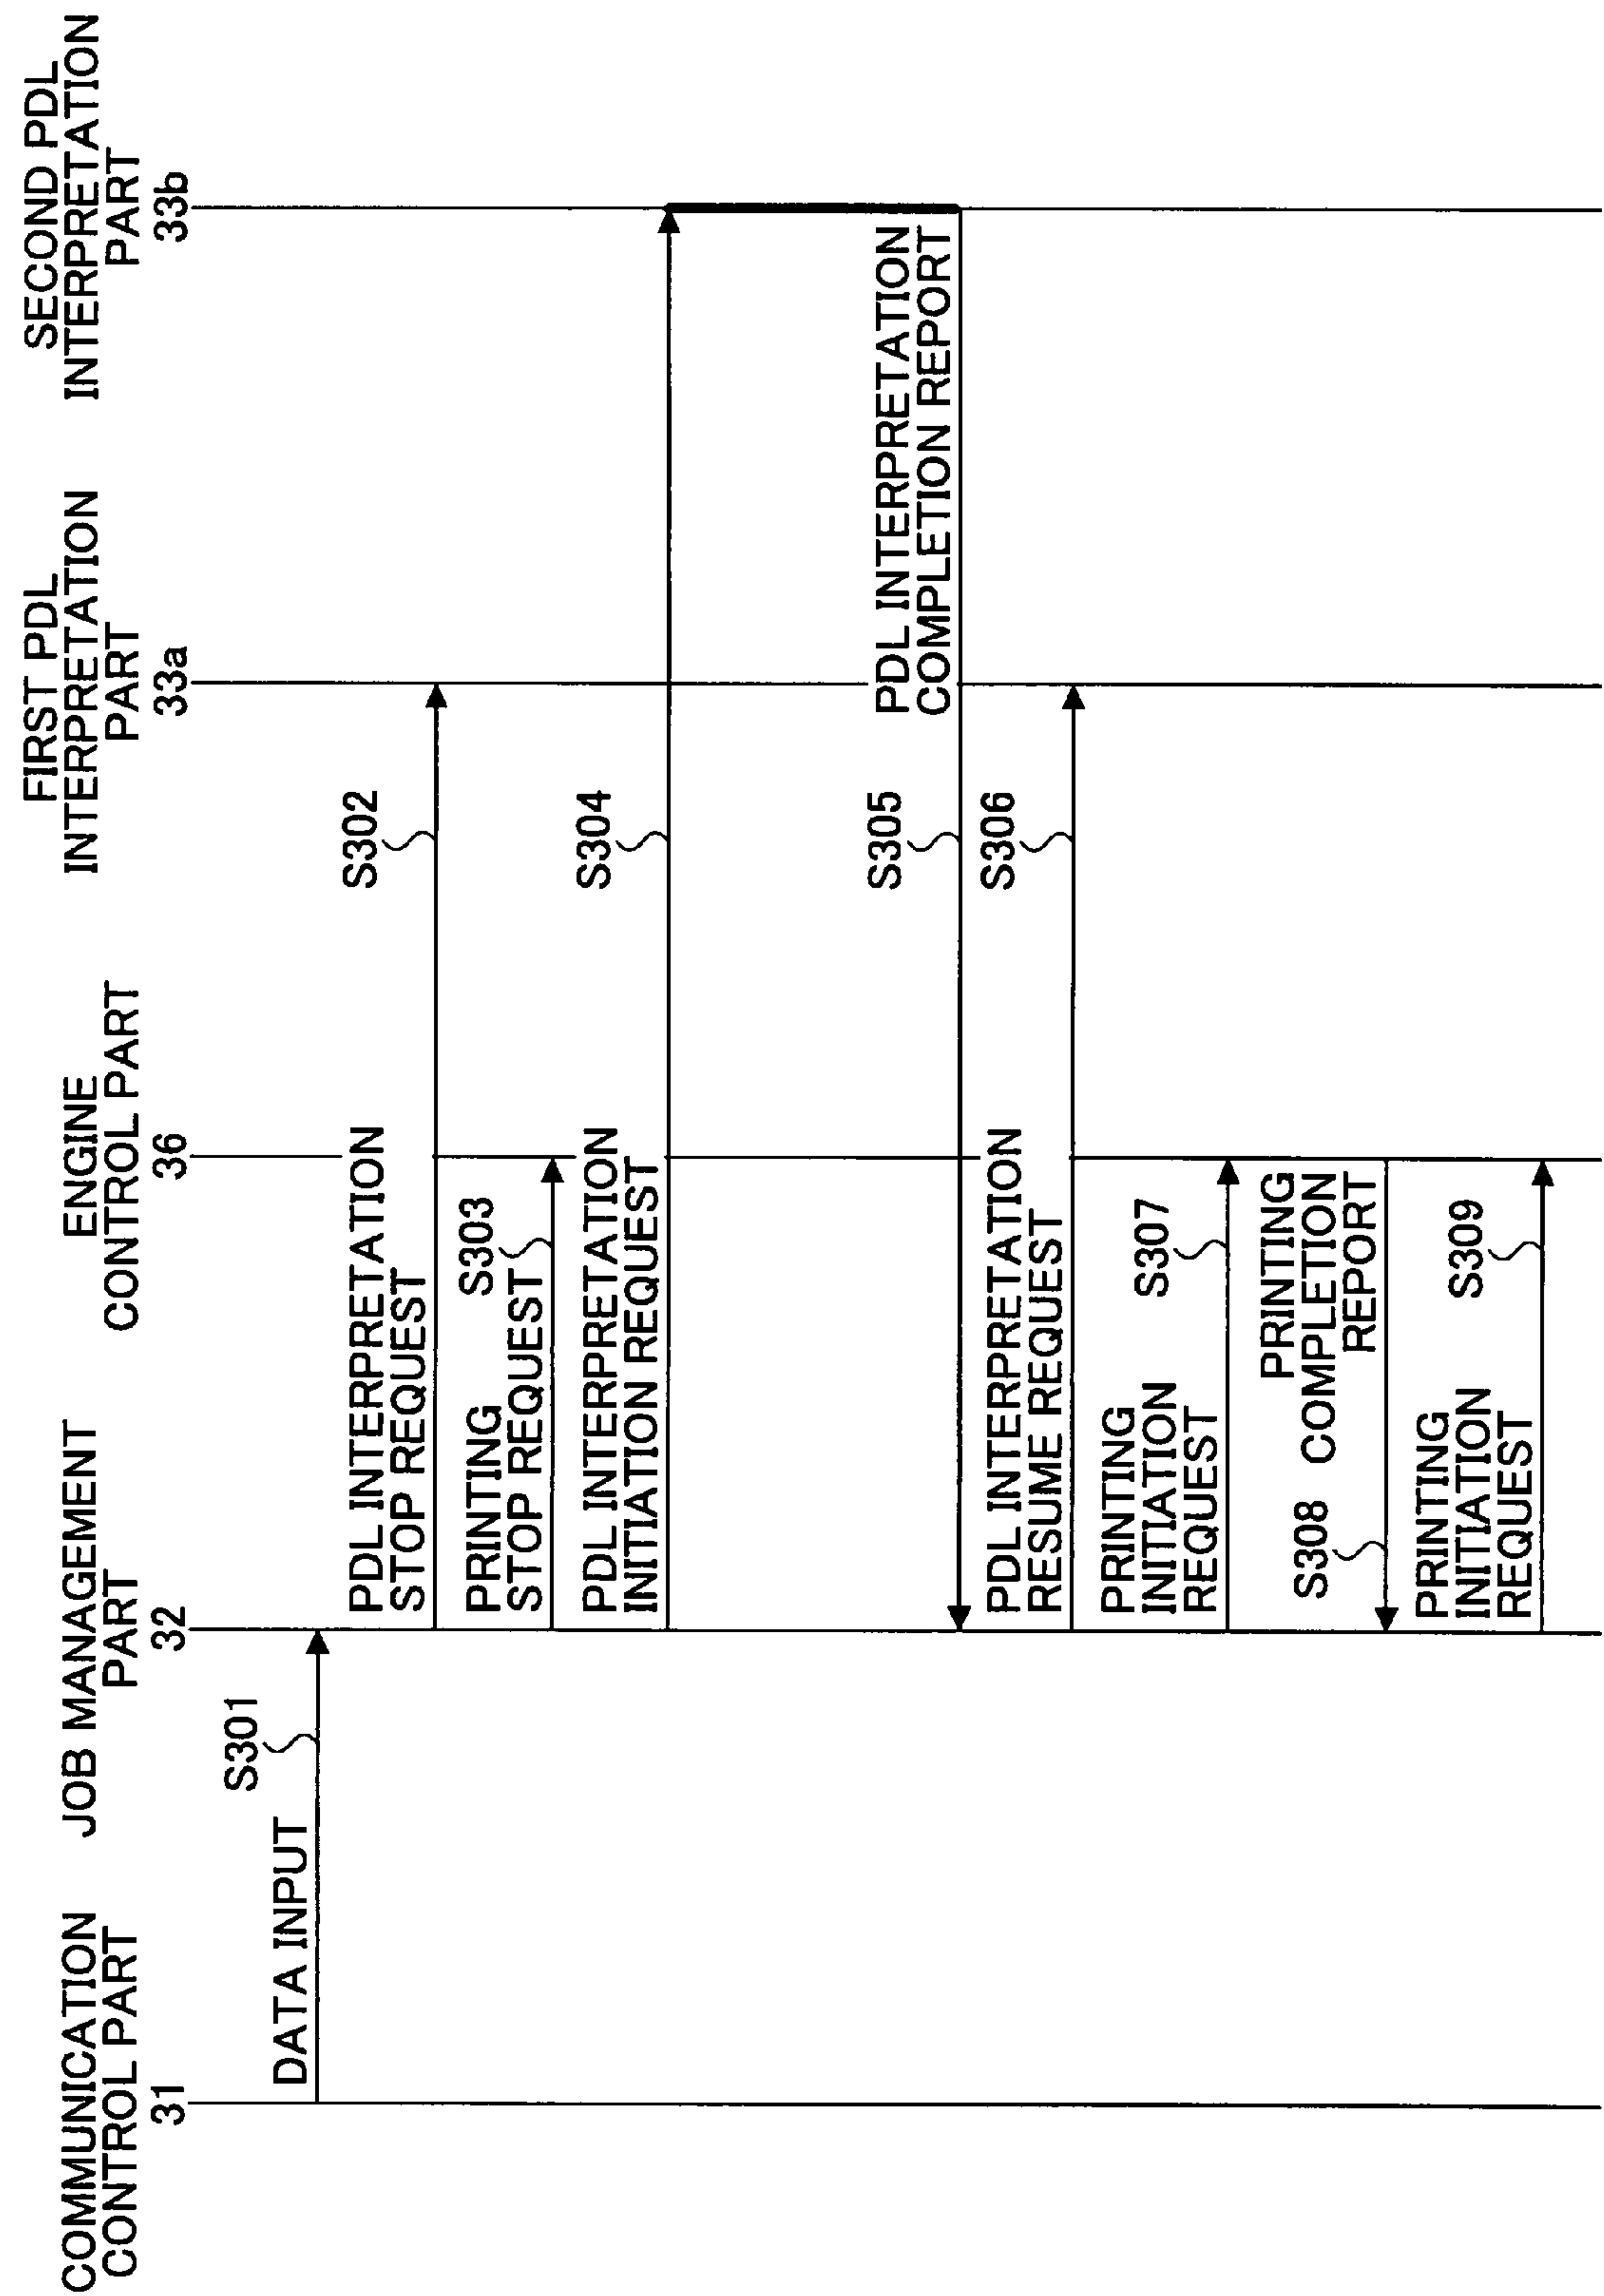 COMMUNICATION
CONTROL PART
31
JOB MANAGEMENT
PART
32
ENGINE
CONTROL PART
36
FIRST PDL
INTERPRETATION
PART
33a
SECOND PDL
INTERPRETATION
PART
33b
S301
DATA INPUT
S302
PDL INTERPRETATION
STOP REQUEST
S303
PRINTING
STOP REQUEST
S304
PDL INTERPRETATION
INITIATION REQUEST
S305
PDL INTERPRETATION
COMPLETION REPORT
S306
PDL INTERPRETATION
RESUME REQUEST
S307
PRINTING
INITIATION
REQUEST
S308
PRINTING
COMPLETION
REPORT
S309
PRINTING
INITIATION
REQUEST